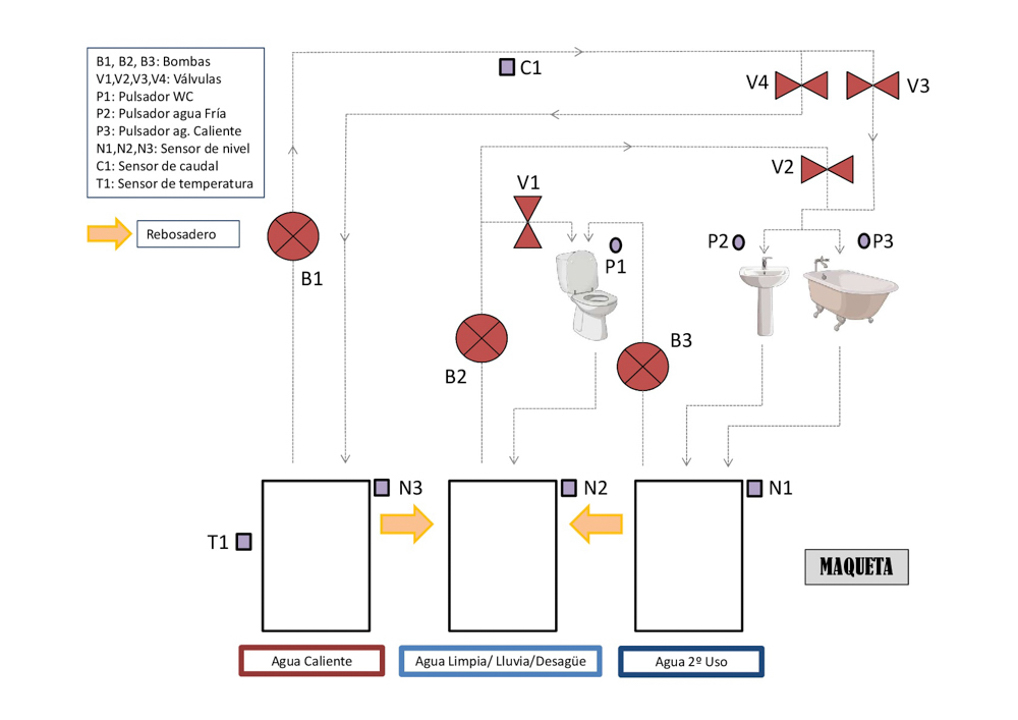 B1, B2, B3: Bombas
V1,V2,V3,V4: Válvulas
P1: Pulsador WC
P2: Pulsador agua Fría
P3: Pulsador ag. Caliente
N1,N2,N3: Sensor de nivel
C1: Sensor de caudal
T1: Sensor de temperatura
Rebosadero
C1
V4
V3
V2
V1
P1
P2
P3
B1
B2
B3
N3
N2
N1
T1
MAQUETA
Agua Caliente
Agua Limpia/ Lluvia/Desagüe
Agua 2º Uso